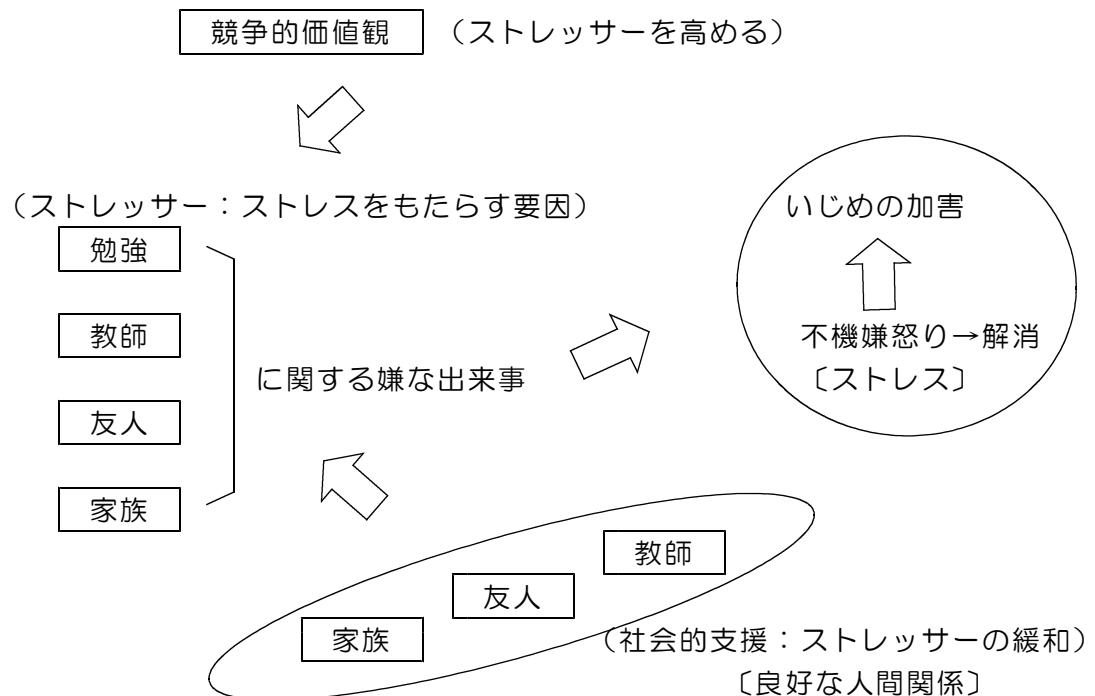 競争的価値観 （ストレッサーを高める）
（ストレッサー：ストレスをもたらす要因）
勉強
教師
友人
家族
に関する嫌な出来事
いじめの加害
不機嫌怒り→解消
〔ストレス〕
教師
友人
家族
（社会的支援：ストレッサーの緩和）
〔良好な人間関係〕